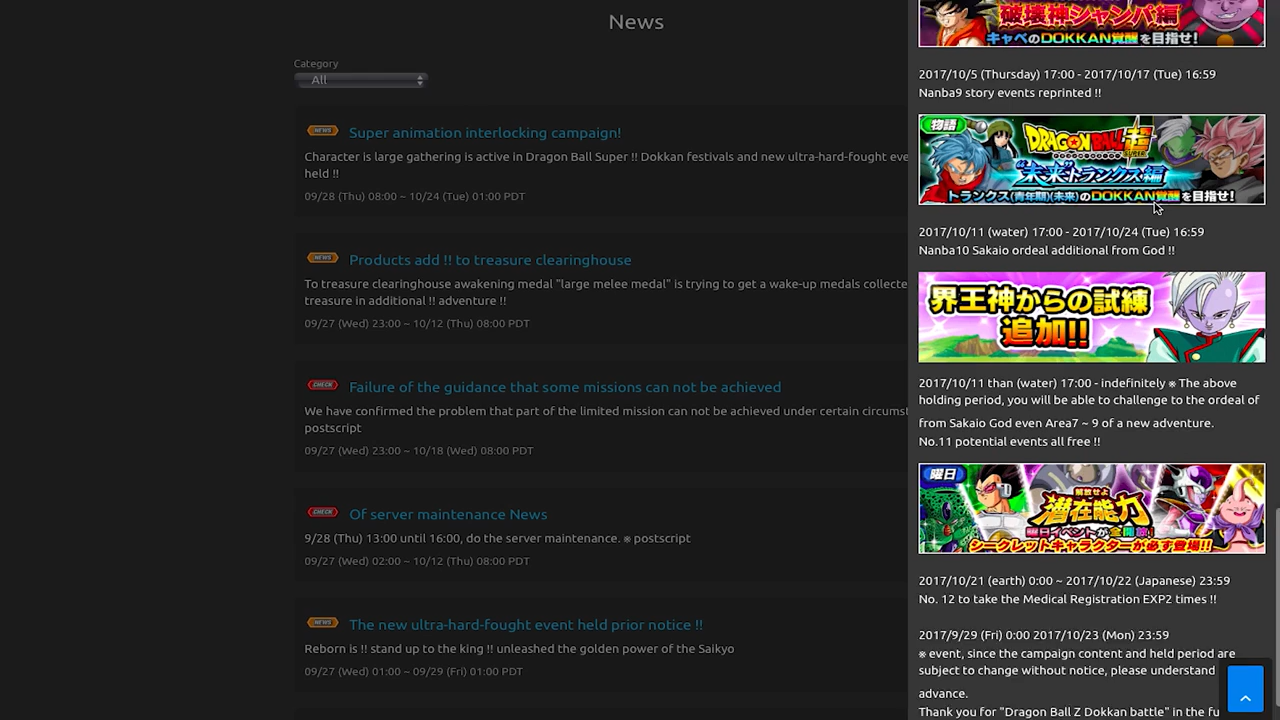 News
Category
All
NEWS
Super animation interlocking campaign!
Character is large gathering is active in Dragon Ball Super !! Dokkan festivals and new ultra-hard-fought eve
held !!
09/28 (Thu) 08:00 ~ 10/24 (Tue) 01:00 PDT
NEWS
Products add !! to treasure clearinghouse
To treasure clearinghouse awakening medal "large melee medal" is trying to get a wake-up medals collecte
treasure in additional !! adventure !!
09/27 (Wed) 23:00 ~ 10/12 (Thu) 08:00 PDT
CHECK
Failure of the guidance that some missions can not be achieved
We have confirmed the problem that part of the limited mission can not be achieved under certain circumst
postscript
09/27 (Wed) 23:00 ~ 10/18 (Wed) 08:00 PDT
CHECK
Of server maintenance News
9/28 (Thu) 13:00 until 16:00, do the server maintenance. ※ postscript
09/27 (Wed) 02:00 ~ 10/12 (Thu) 08:00 PDT
NEWS
The new ultra-hard-fought event held prior notice !!
Reborn is !! stand up to the king !! unleashed the golden power of the Saikyo
09/27 (Wed) 01:00 ~ 09/29 (Fri) 01:00 PDT
破壊神シャンパ編
キャベのDOKKAN覚醒を目指せ!
2017/10/5 (Thursday) 17:00 - 2017/10/17 (Tue) 16:59
Nanba9 story events reprinted !!
物語
DRAGON BALL超
SUPER
"未来"トランクス編
トランクス(青年期)(未来)のDOKKAN覚醒を目指せ!
2017/10/11 (water) 17:00 - 2017/10/24 (Tue) 16:59
Nanba10 Sakaio ordeal additional from God !!
界王神からの試練
追加!!
2017/10/11 than (water) 17:00 - indefinitely ※ The above
holding period, you will be able to challenge to the ordeal of
from Sakaio God even Area7 ~ 9 of a new adventure.
No.11 potential events all free !!
曜日
解放せよ
潜在能力
曜日イベントが全開放!
シークレットキャラクターが必ず登場!!
2017/10/21 (earth) 0:00 ~ 2017/10/22 (Japanese) 23:59
No. 12 to take the Medical Registration EXP2 times !!
2017/9/29 (Fri) 0:00 2017/10/23 (Mon) 23:59
※ event, since the campaign content and held period are
subject to change without notice, please understand
advance.
Thank you for "Dragon Ball Z Dokkan battle" in the fu